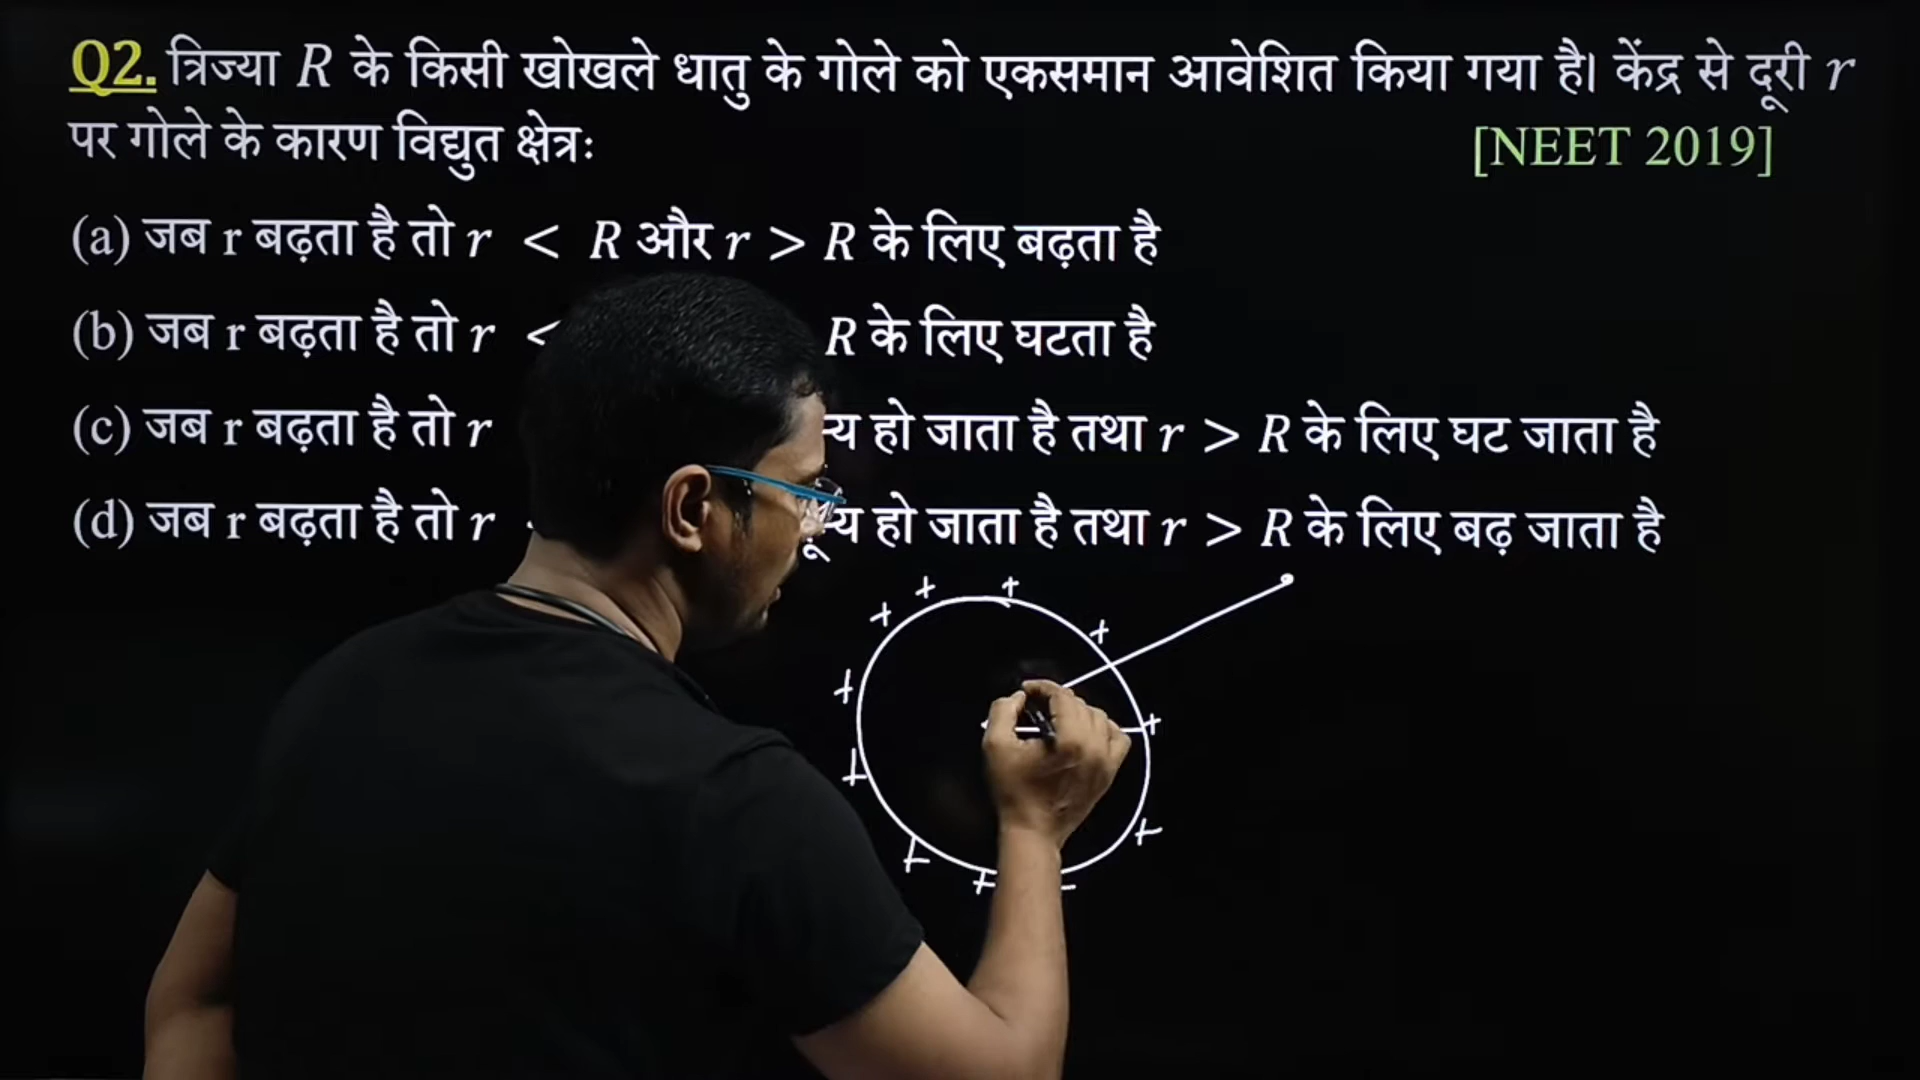 Q2. त्रिज्या R के किसी खोखले धातु के गोले को एकसमान आवेशित किया गया है। केंद्र से दूरी r
पर गोले के कारण विद्युत क्षेत्रः [NEET 2019]
(a) जब r बढ़ता है तो r < R और r > R के लिए बढ़ता है
(b) जब r बढ़ता है तो r < R के लिए घटता है
(c) जब r बढ़ता है तो r हो जाता है तथा r > R के लिए घट जाता है
(d) जब r बढ़ता है तो r हो जाता है तथा r > R के लिए बढ़ जाता है